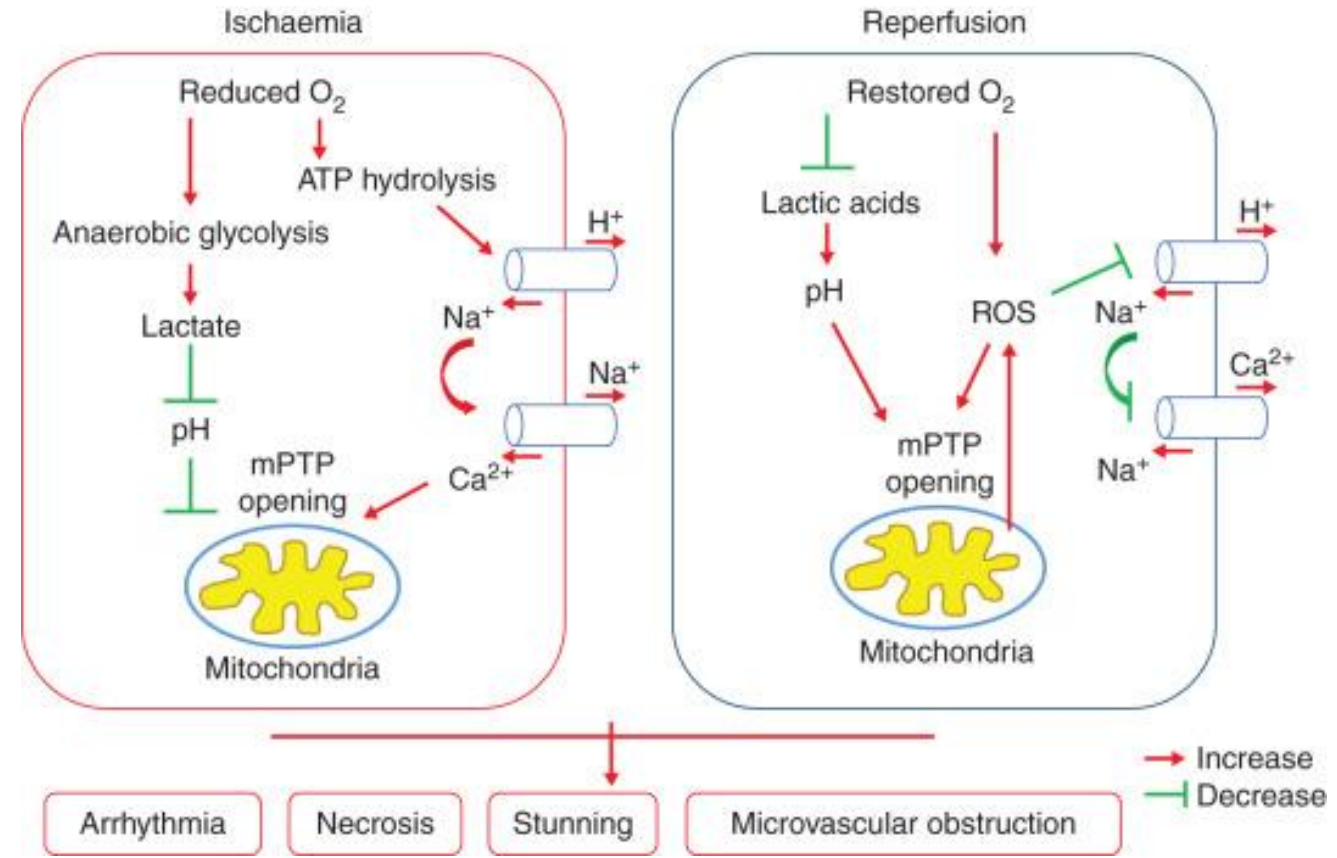 Ischaemia
Reduced O₂
ATP hydrolysis
Anaerobic glycolysis
H⁺
Lactate
Na⁺
Na⁺
pH
mPTP
opening
Ca²⁺
Mitochondria
Reperfusion
Restored O₂
Lactic acids
H⁺
pH
ROS
Na⁺
Ca²⁺
mPTP
opening
Na⁺
Mitochondria
Increase
Decrease
Arrhythmia
Necrosis
Stunning
Microvascular obstruction